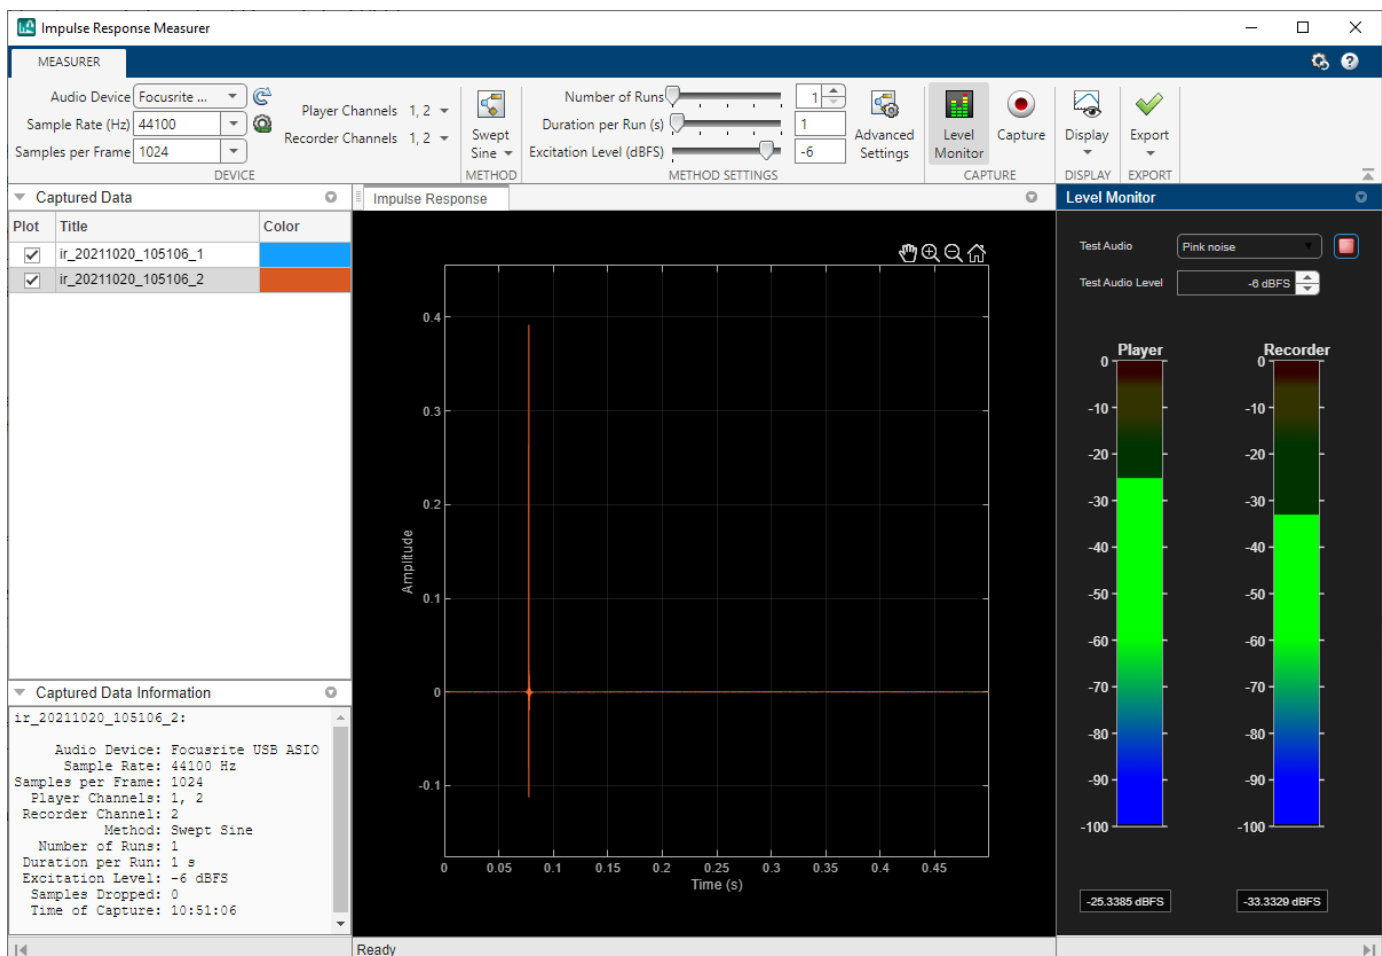 Impulse Response Measurer
MEASURER
Audio Device Focusrite ...
Sample Rate (Hz) 44100
Samples per Frame 1024
Player Channels 1, 2
Recorder Channels 1, 2
DEVICE
Swept
Sine
METHOD
Number of Runs 1
Duration per Run (s) 1
Excitation Level (dBFS) -6
Advanced
Settings
METHOD SETTINGS
Level
Monitor
Capture
CAPTURE
Display
DISPLAY
Export
EXPORT
Captured Data
Plot Title Color
ir_20211020_105106_1
ir_20211020_105106_2
Captured Data Information
ir_20211020_105106_2:
Audio Device: Focusrite USB ASIO
Sample Rate: 44100 Hz
Samples per Frame: 1024
Player Channels: 1, 2
Recorder Channel: 2
Method: Swept Sine
Number of Runs: 1
Duration per Run: 1 s
Excitation Level: -6 dBFS
Samples Dropped: 0
Time of Capture: 10:51:06
Impulse Response
0.4
0.3
0.2
0.1
0
-0.1
Amplitude
0 0.05 0.1 0.15 0.2 0.25 0.3 0.35 0.4 0.45
Time (s)
Level Monitor
Test Audio Pink noise
Test Audio Level -6 dBFS
Player
0
-10
-20
-30
-40
-50
-60
-70
-80
-90
-100
-25.3385 dBFS
Recorder
0
-10
-20
-30
-40
-50
-60
-70
-80
-90
-100
-33.3329 dBFS
Ready